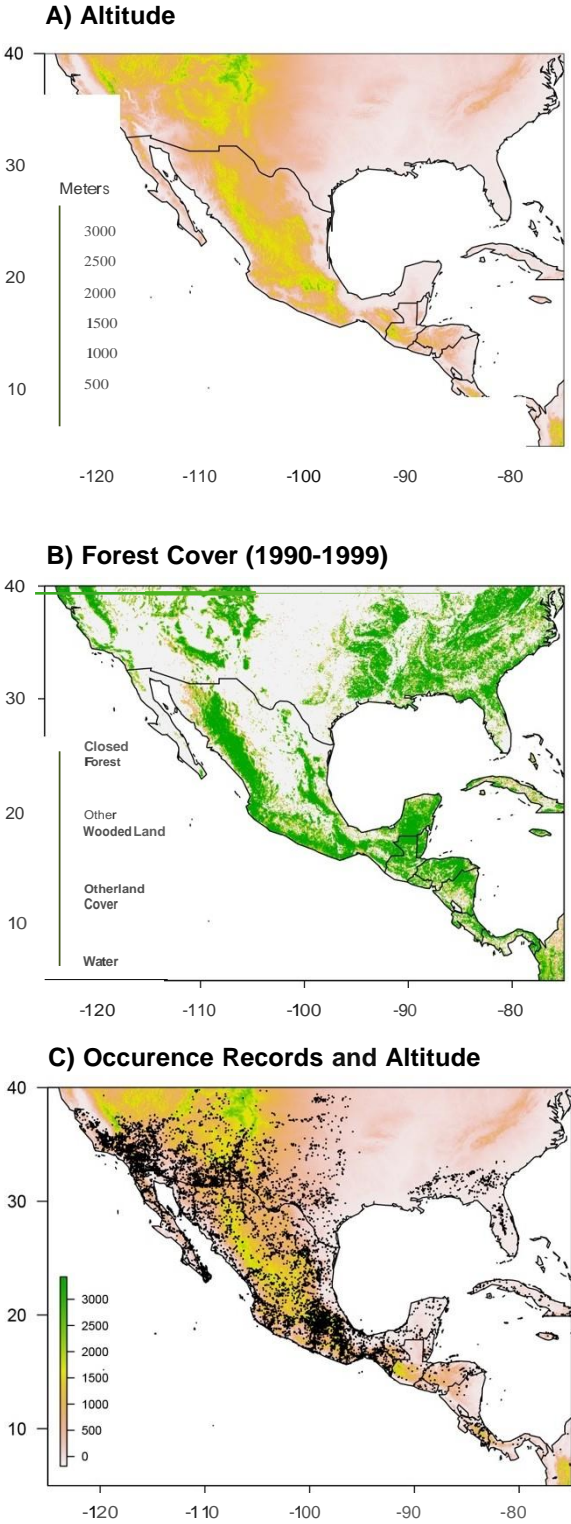 A) Altitude
40
30
Meters
3000
2500
20
2000
1500
1000
10
500
-120 -110 -100 -90 -80
B) Forest Cover (1990-1999)
40
30
Closed
Forest
20
Other
Wooded Land
Otherland
Cover
10
Water
-120 -110 -100 -90 -80
C) Occurence Records and Altitude
40
30
20
3000
2500
2000
1500
1000
10
500
0
-120 -110 -100 -90 -80